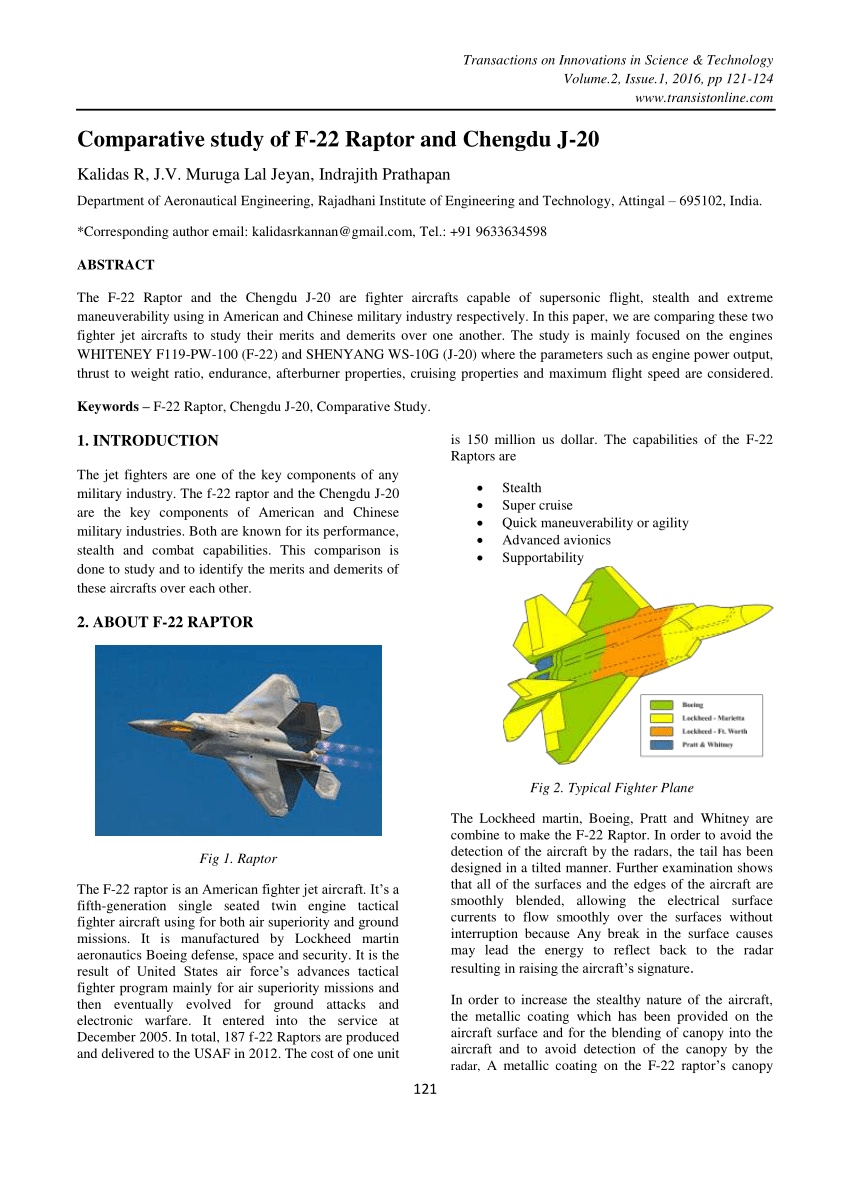 Transactions on Innovations in Science & Technology
Volume.2, Issue.1, 2016, pp 121-124
www.transistonline.com
Comparative study of F-22 Raptor and Chengdu J-20
Kalidas R, J.V. Muruga Lal Jeyan, Indrajith Prathapan
Department of Aeronautical Engineering, Rajadhani Institute of Engineering and Technology, Attingal – 695102, India.
*Corresponding author email: kalidasrkannan@gmail.com, Tel.: +91 9633634598
ABSTRACT
The F-22 Raptor and the Chengdu J-20 are fighter aircrafts capable of supersonic flight, stealth and extreme
maneuverability using in American and Chinese military industry respectively. In this paper, we are comparing these two
fighter jet aircrafts to study their merits and demerits over one another. The study is mainly focused on the engines
WHITENEY F119-PW-100 (F-22) and SHENYANG WS-10G (J-20) where the parameters such as engine power output,
thrust to weight ratio, endurance, afterburner properties, cruising properties and maximum flight speed are considered.
Keywords – F-22 Raptor, Chengdu J-20, Comparative Study.
1. INTRODUCTION
The jet fighters are one of the key components of any
military industry. The f-22 raptor and the Chengdu J-20
are the key components of American and Chinese
military industries. Both are known for its performance,
stealth and combat capabilities. This comparison is
done to study and to identify the merits and demerits of
these aircrafts over each other.
2. ABOUT F-22 RAPTOR
Fig 1. Raptor
The F-22 raptor is an American fighter jet aircraft. It’s a
fifth-generation single seated twin engine tactical
fighter aircraft using for both air superiority and ground
missions. It is manufactured by Lockheed martin
aeronautics Boeing defense, space and security. It is the
result of United States air force’s advances tactical
fighter program mainly for air superiority missions and
then eventually evolved for ground attacks and
electronic warfare. It entered into the service at
December 2005. In total, 187 f-22 Raptors are produced
and delivered to the USAF in 2012. The cost of one unit
is 150 million us dollar. The capabilities of the F-22
Raptors are
• Stealth
• Super cruise
• Quick maneuverability or agility
• Advanced avionics
• Supportability
Boeing
Lockheed - Marietta
Lockheed - Ft. Worth
Pratt & Whitney
Fig 2. Typical Fighter Plane
The Lockheed martin, Boeing, Pratt and Whitney are
combine to make the F-22 Raptor. In order to avoid the
detection of the aircraft by the radars, the tail has been
designed in a tilted manner. Further examination shows
that all of the surfaces and the edges of the aircraft are
smoothly blended, allowing the electrical surface
currents to flow smoothly over the surfaces without
interruption because Any break in the surface causes
may lead the energy to reflect back to the radar
resulting in raising the aircraft’s signature.
In order to increase the stealthy nature of the aircraft,
the metallic coating which has been provided on the
aircraft surface and for the blending of canopy into the
aircraft and to avoid detection of the canopy by the
radar, A metallic coating on the F-22 raptor’s canopy
121